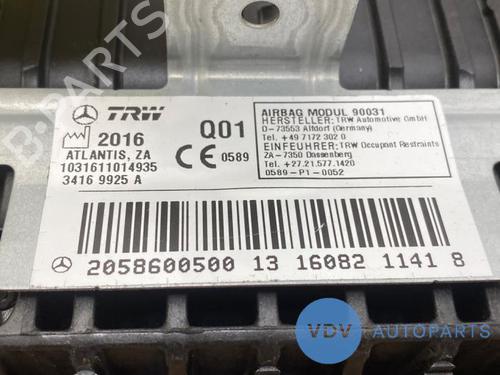 TRW
2016
ATLANTIS, ZA
1031611014935
3416 9925 A
Q01
CE 0589
AIRBAG MODUL 90031
HERSTELLER: TRW Automotive GmbH
D-73553 Alfdorf (Germany)
Tel. +49 7172 302 0
EINFEUHRER: TRW Occupant Restraints
ZA-7350 Dassenberg
Tel. +27.21.577.1420
0589-P1-0052
2058600500 13 16082 1141 8
VDV AUTOPARTS